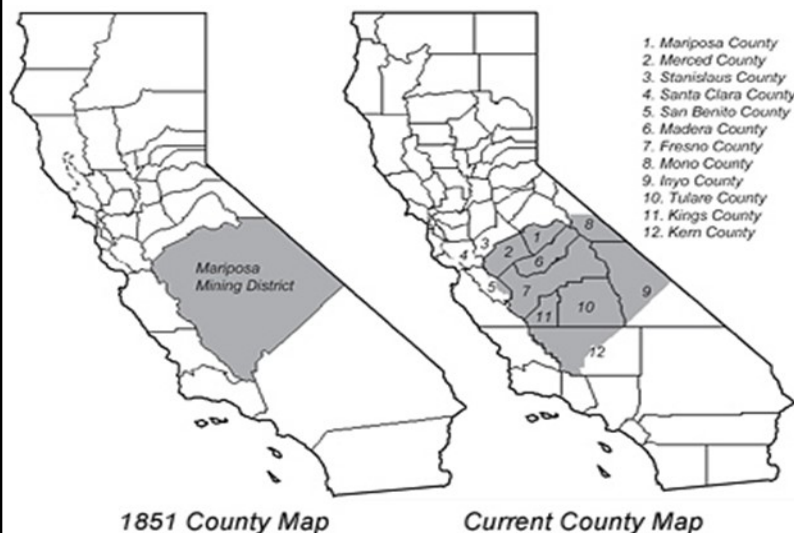 Mariposa
Mining District
1851 County Map
1
2
3
4
5
6
7
8
9
10
11
12
Current County Map
1. Mariposa County
2. Merced County
3. Stanislaus County
4. Santa Clara County
5. San Benito County
6. Madera County
7. Fresno County
8. Mono County
9. Inyo County
10. Tulare County
11. Kings County
12. Kern County